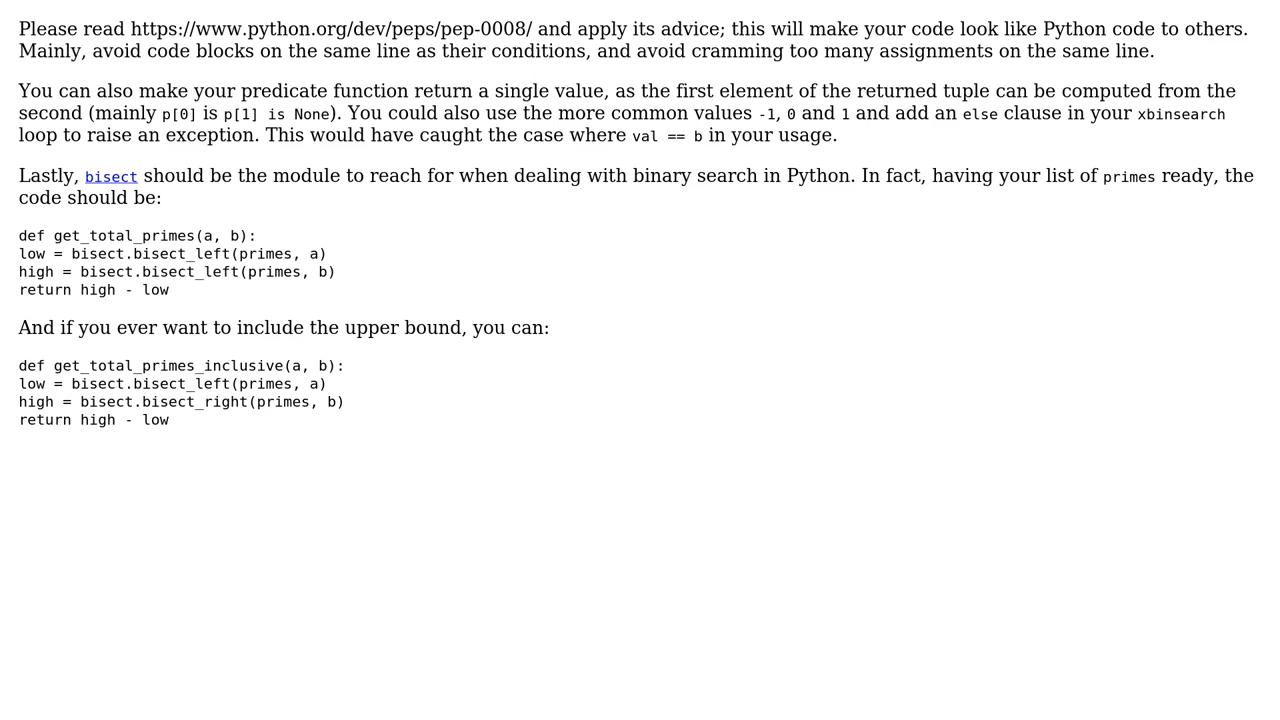 Please read https://www.python.org/dev/peps/pep-0008/ and apply its advice; this will make your code look like Python code to others.
Mainly, avoid code blocks on the same line as their conditions, and avoid cramming too many assignments on the same line.
You can also make your predicate function return a single value, as the first element of the returned tuple can be computed from the
second (mainly p[0] is p[1] is None). You could also use the more common values -1, 0 and 1 and add an else clause in your xbinsearch
loop to raise an exception. This would have caught the case where val == b in your usage.
Lastly, bisect should be the module to reach for when dealing with binary search in Python. In fact, having your list of primes ready, the
code should be:
def get_total_primes(a, b):
low = bisect.bisect_left(primes, a)
high = bisect.bisect_left(primes, b)
return high - low
And if you ever want to include the upper bound, you can:
def get_total_primes_inclusive(a, b):
low = bisect.bisect_left(primes, a)
high = bisect.bisect_right(primes, b)
return high - low